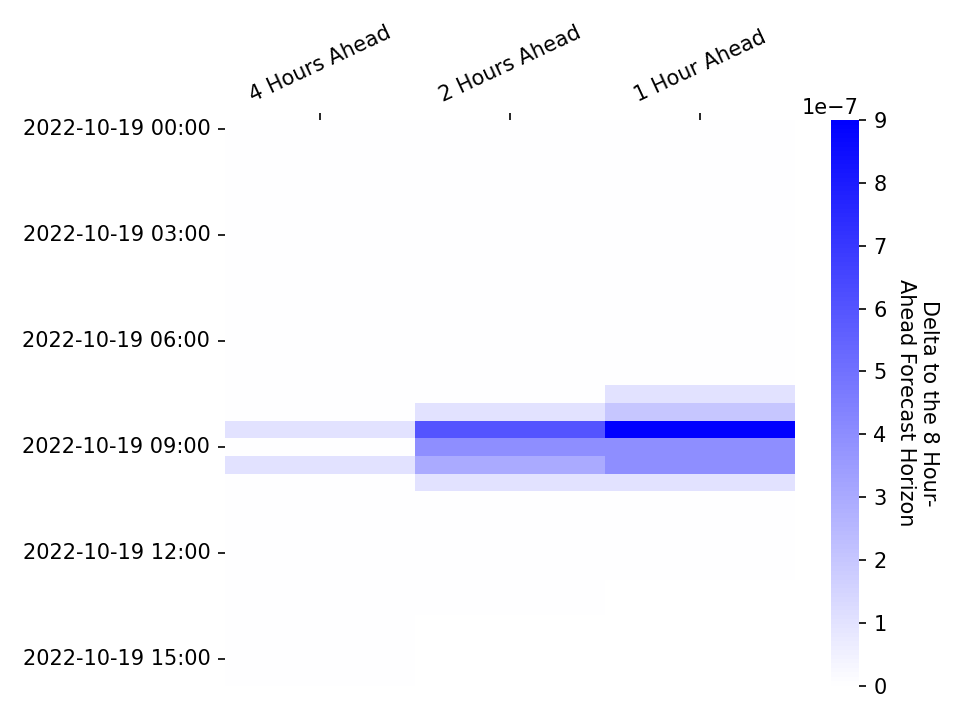 4 Hours Ahead
2 Hours Ahead
1 Hour Ahead
1e−7
2022-10-19 00:00
2022-10-19 03:00
2022-10-19 06:00
2022-10-19 09:00
2022-10-19 12:00
2022-10-19 15:00
9
8
7
6
5
4
3
2
1
0
Delta to the 8 Hour-
Ahead Forecast Horizon